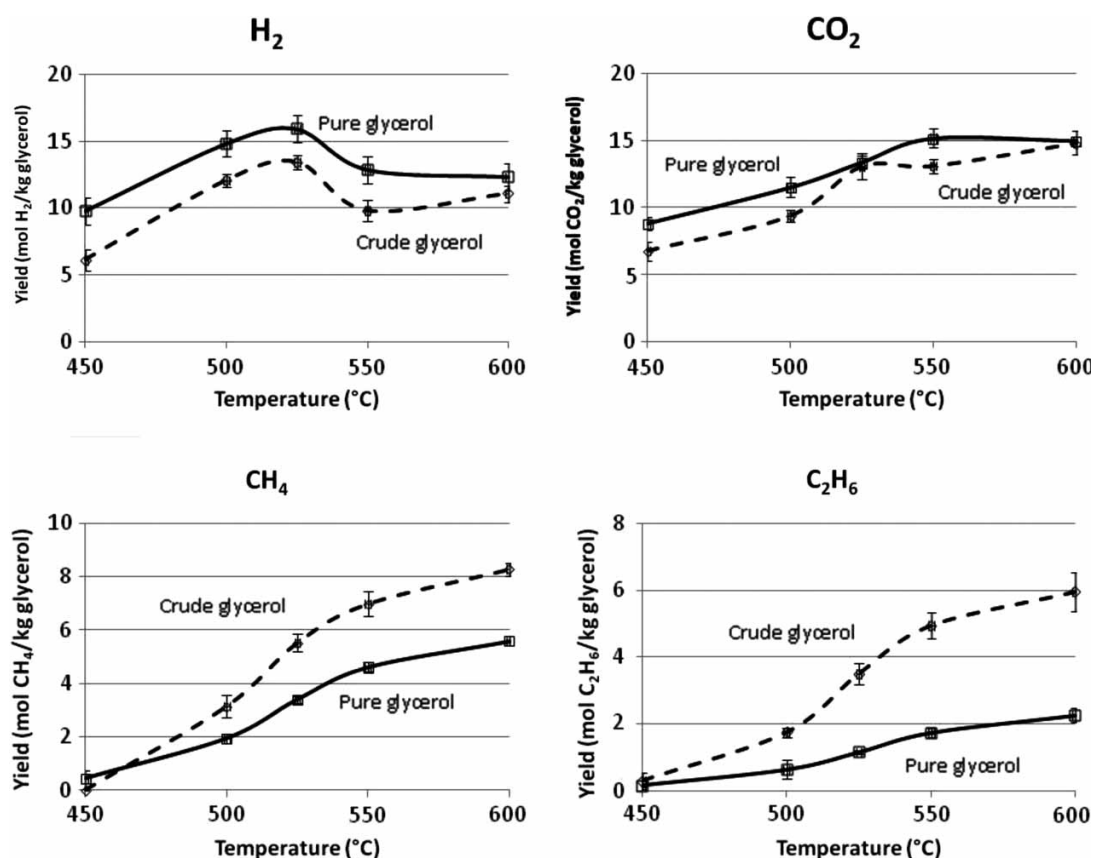 H₂
Yield (mol H₂/kg glycerol)
20
15
10
5
0
Pure glycerol
Crude glycerol
450 500 550 600
Temperature (°C)
CO₂
Yield (mol CO₂/kg glycerol)
20
15
10
5
0
Pure glycerol
Crude glycerol
450 500 550 600
Temperature (°C)
CH₄
Yield (mol CH₄/kg glycerol)
10
8
6
4
2
0
Crude glycerol
Pure glycerol
450 500 550 600
Temperature (°C)
C₂H₆
Yield (mol C₂H₆/kg glycerol)
8
6
4
2
0
Crude glycerol
Pure glycerol
450 500 550 600
Temperature (°C)